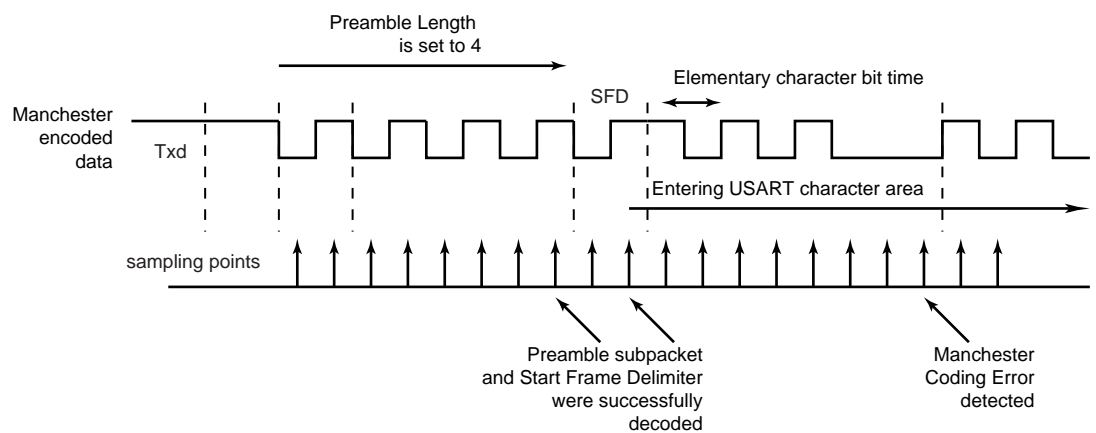 Preamble Length
is set to 4
Elementary character bit time
SFD
Manchester
encoded
data
Txd
Entering USART character area
sampling points
Preamble subpacket
and Start Frame Delimiter
were successfully
decoded
Manchester
Coding Error
detected